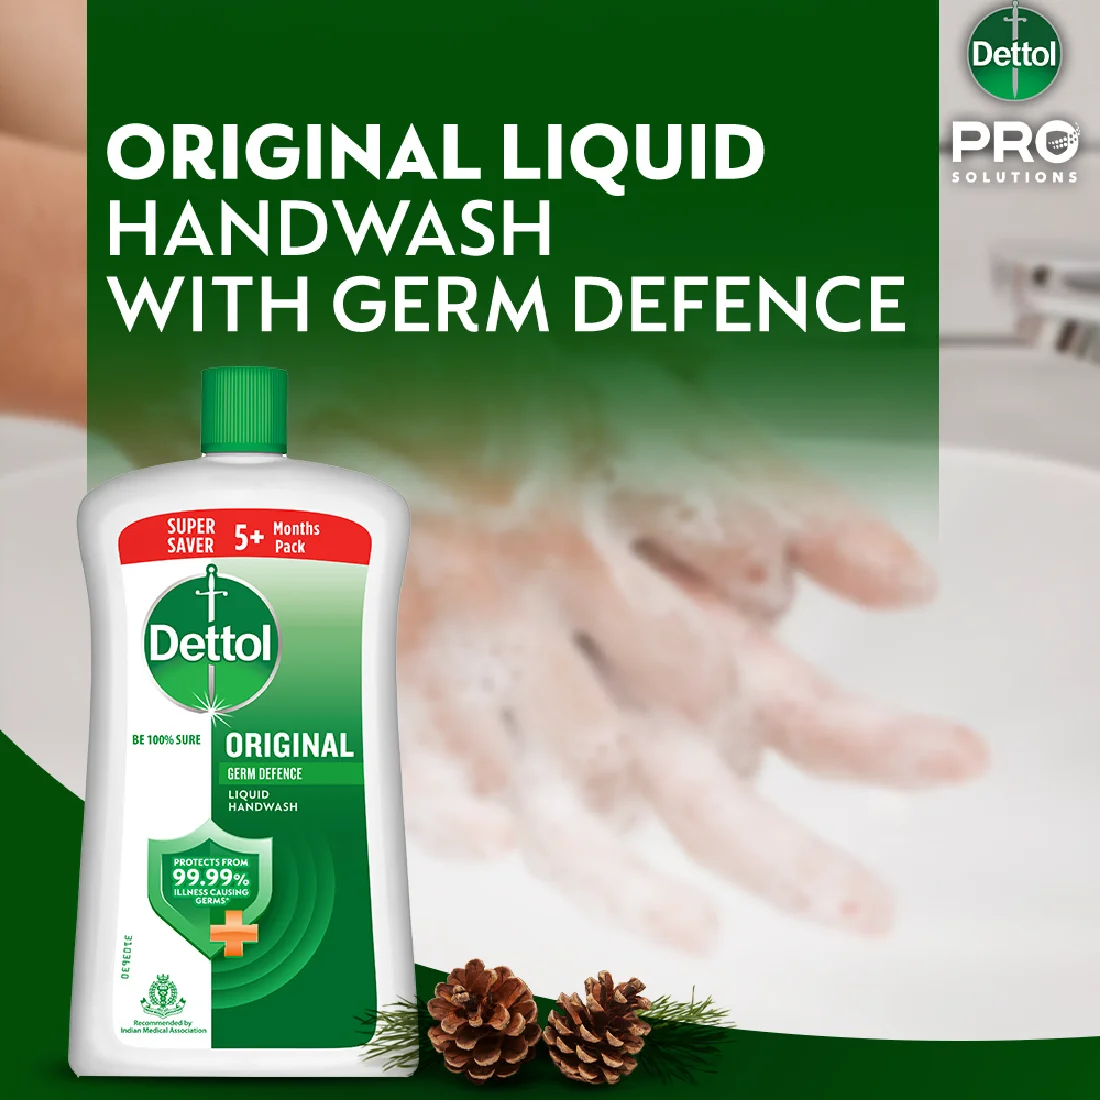 Dettol
PRO
SOLUTIONS
ORIGINAL LIQUID
HANDWASH
WITH GERM DEFENCE
SUPER
SAVER
5+ Months
Pack
Dettol
BE 100% SURE
ORIGINAL
GERM DEFENCE
LIQUID
HANDWASH
PROTECTS FROM
99.99%
ILLNESS CAUSING
GERMS*
Recommended by
Indian Medical Association